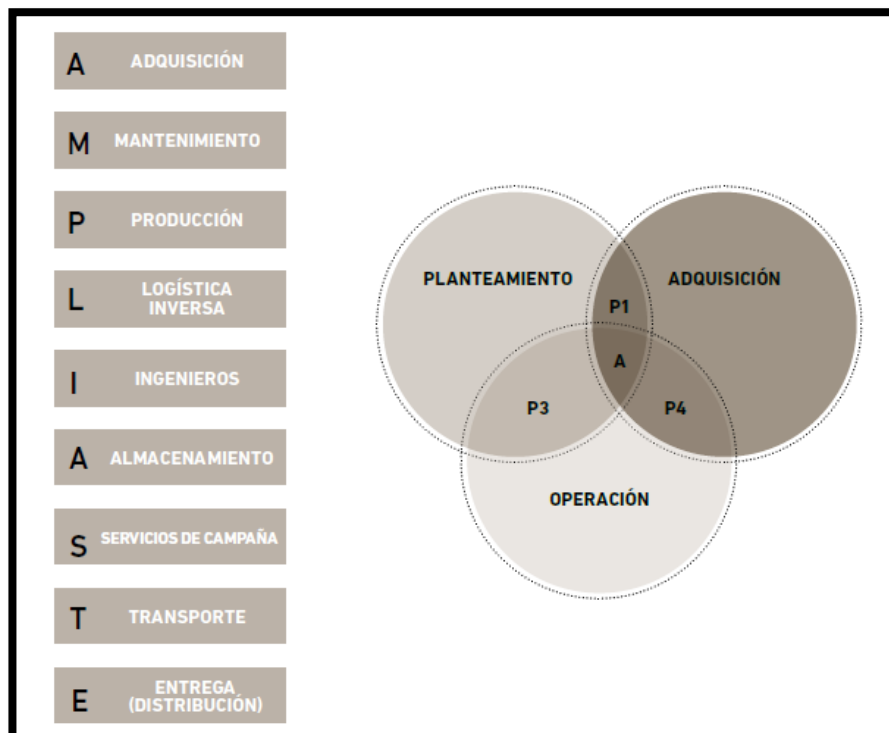 A ADQUISICIÓN
M MANTENIMIENTO
P PRODUCCIÓN
L LOGÍSTICA
INVERSA
I INGENIEROS
A ALMACENAMIENTO
S SERVICIOS DE CAMPAÑA
T TRANSPORTE
E ENTREGA
(DISTRIBUCIÓN)
PLANTEAMIENTO
ADQUISICIÓN
P1
A
P3
P4
OPERACIÓN